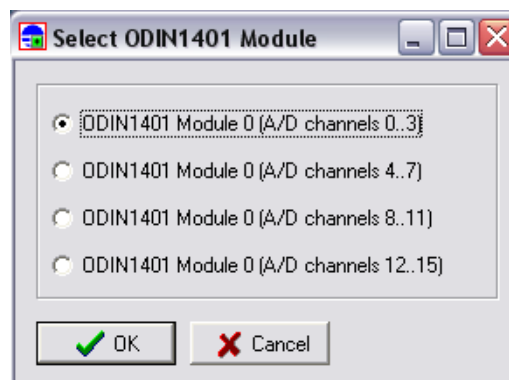 Select ODIN1401 Module
ODIN1401 Module 0 (A/D channels 0..3)
ODIN1401 Module 0 (A/D channels 4..7)
ODIN1401 Module 0 (A/D channels 8..11)
ODIN1401 Module 0 (A/D channels 12..15)
OK Cancel